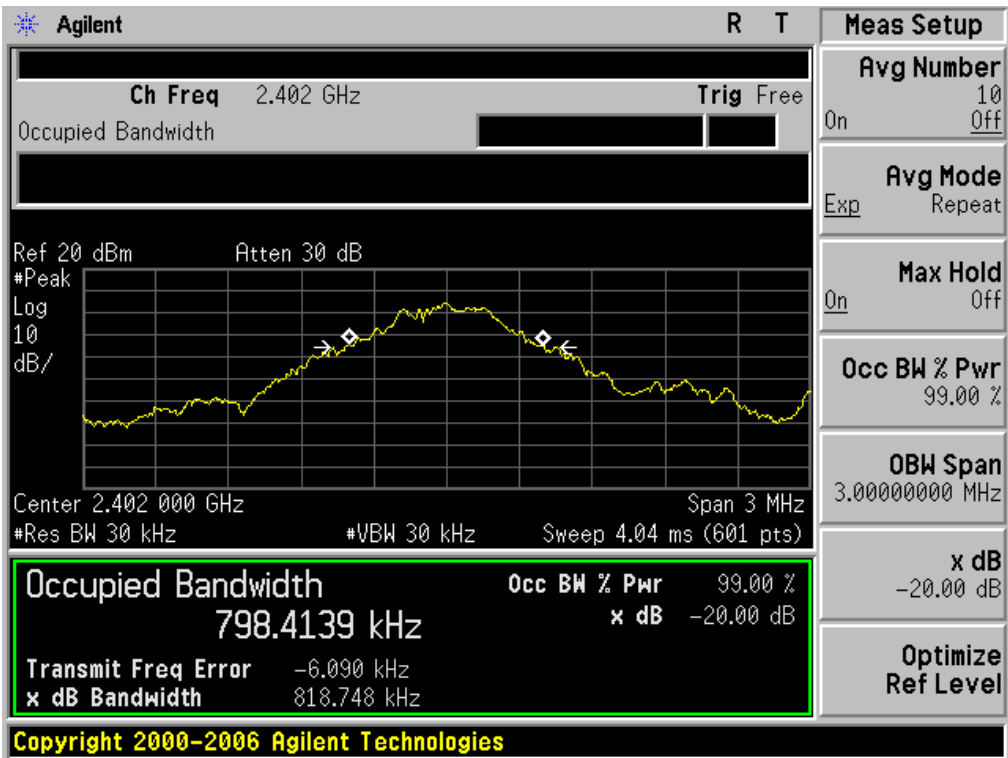 Agilent R T
Ch Freq 2.402 GHz Trig Free
Occupied Bandwidth
Ref 20 dBm Atten 30 dB
#Peak
Log
10
dB/
Center 2.402 000 GHz Span 3 MHz
#Res BW 30 kHz #VBW 30 kHz Sweep 4.04 ms (601 pts)
Occupied Bandwidth Occ BW % Pwr 99.00 %
798.4139 kHz x dB -20.00 dB
Transmit Freq Error -6.090 kHz
x dB Bandwidth 818.748 kHz
Copyright 2000-2006 Agilent Technologies
Meas Setup
Avg Number
10
On Off
Avg Mode
Exp Repeat
Max Hold
On Off
Occ BW % Pwr
99.00 %
OBW Span
3.00000000 MHz
x dB
-20.00 dB
Optimize
Ref Level